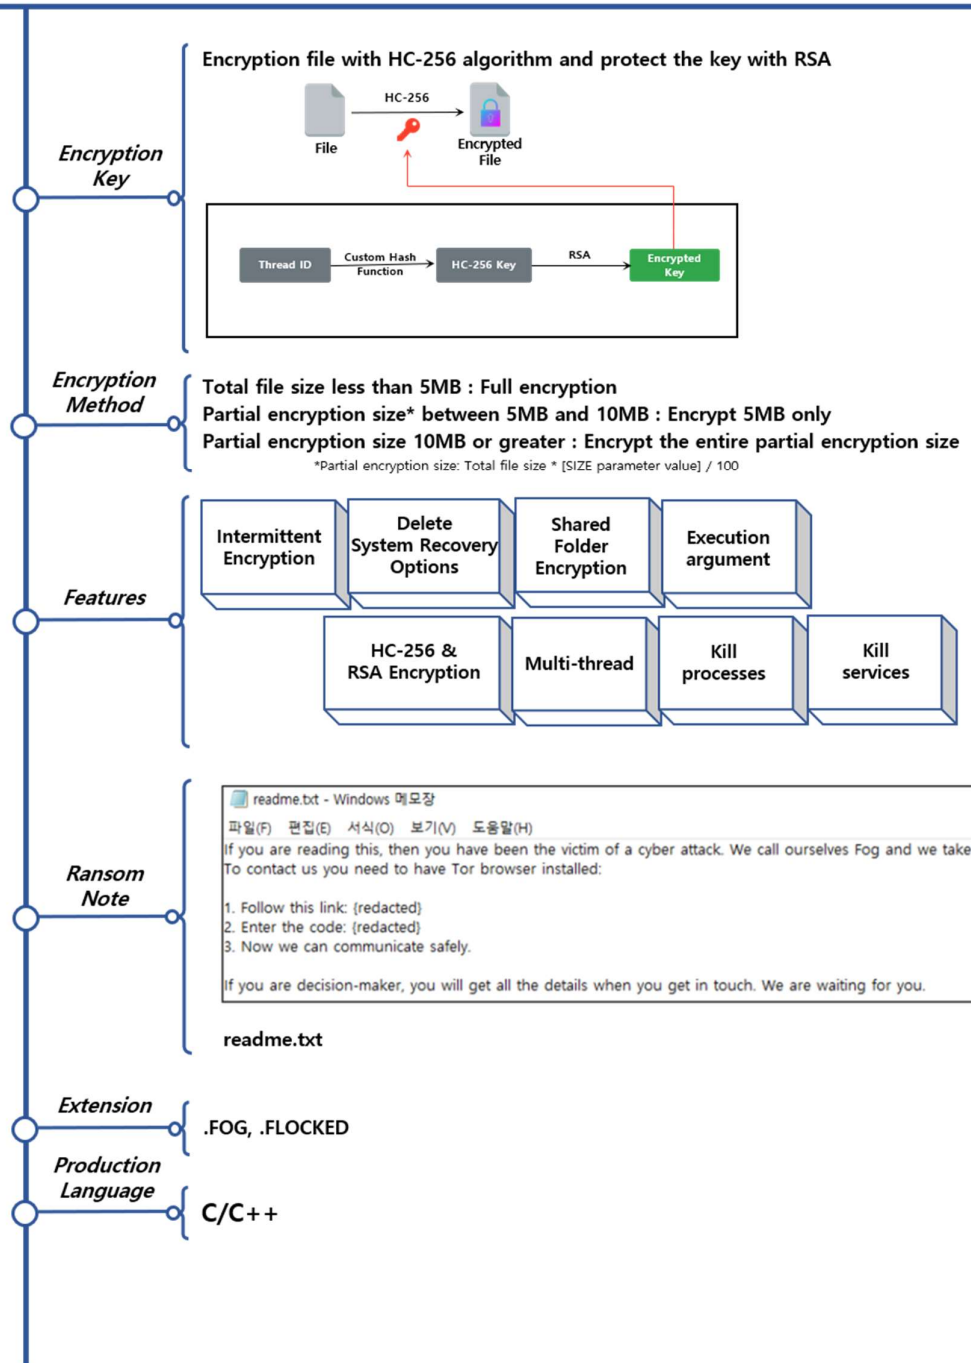 Encryption file with HC-256 algorithm and protect the key with RSA
HC-256
File
Encrypted
File
Encryption
Key
Thread ID
Custom Hash
Function
HC-256 Key
RSA
Encrypted
Key
Encryption
Method
Total file size less than 5MB : Full encryption
Partial encryption size* between 5MB and 10MB : Encrypt 5MB only
Partial encryption size 10MB or greater : Encrypt the entire partial encryption size
*Partial encryption size: Total file size * [SIZE parameter value] / 100
Features
Intermittent
Encryption
Delete
System Recovery
Options
Shared
Folder
Encryption
Execution
argument
HC-256 &
RSA Encryption
Multi-thread
Kill
processes
Kill
services
Ransom
Note
readme.txt - Windows 메모장
파일(F) 편집(E) 서식(O) 보기(V) 도움말(H)
If you are reading this, then you have been the victim of a cyber attack. We call ourselves Fog and we take
To contact us you need to have Tor browser installed:
1. Follow this link: {redacted}
2. Enter the code: {redacted}
3. Now we can communicate safely.
If you are decision-maker, you will get all the details when you get in touch. We are waiting for you.
readme.txt
Extension
.FOG, .FLOCKED
Production
Language
C/C++